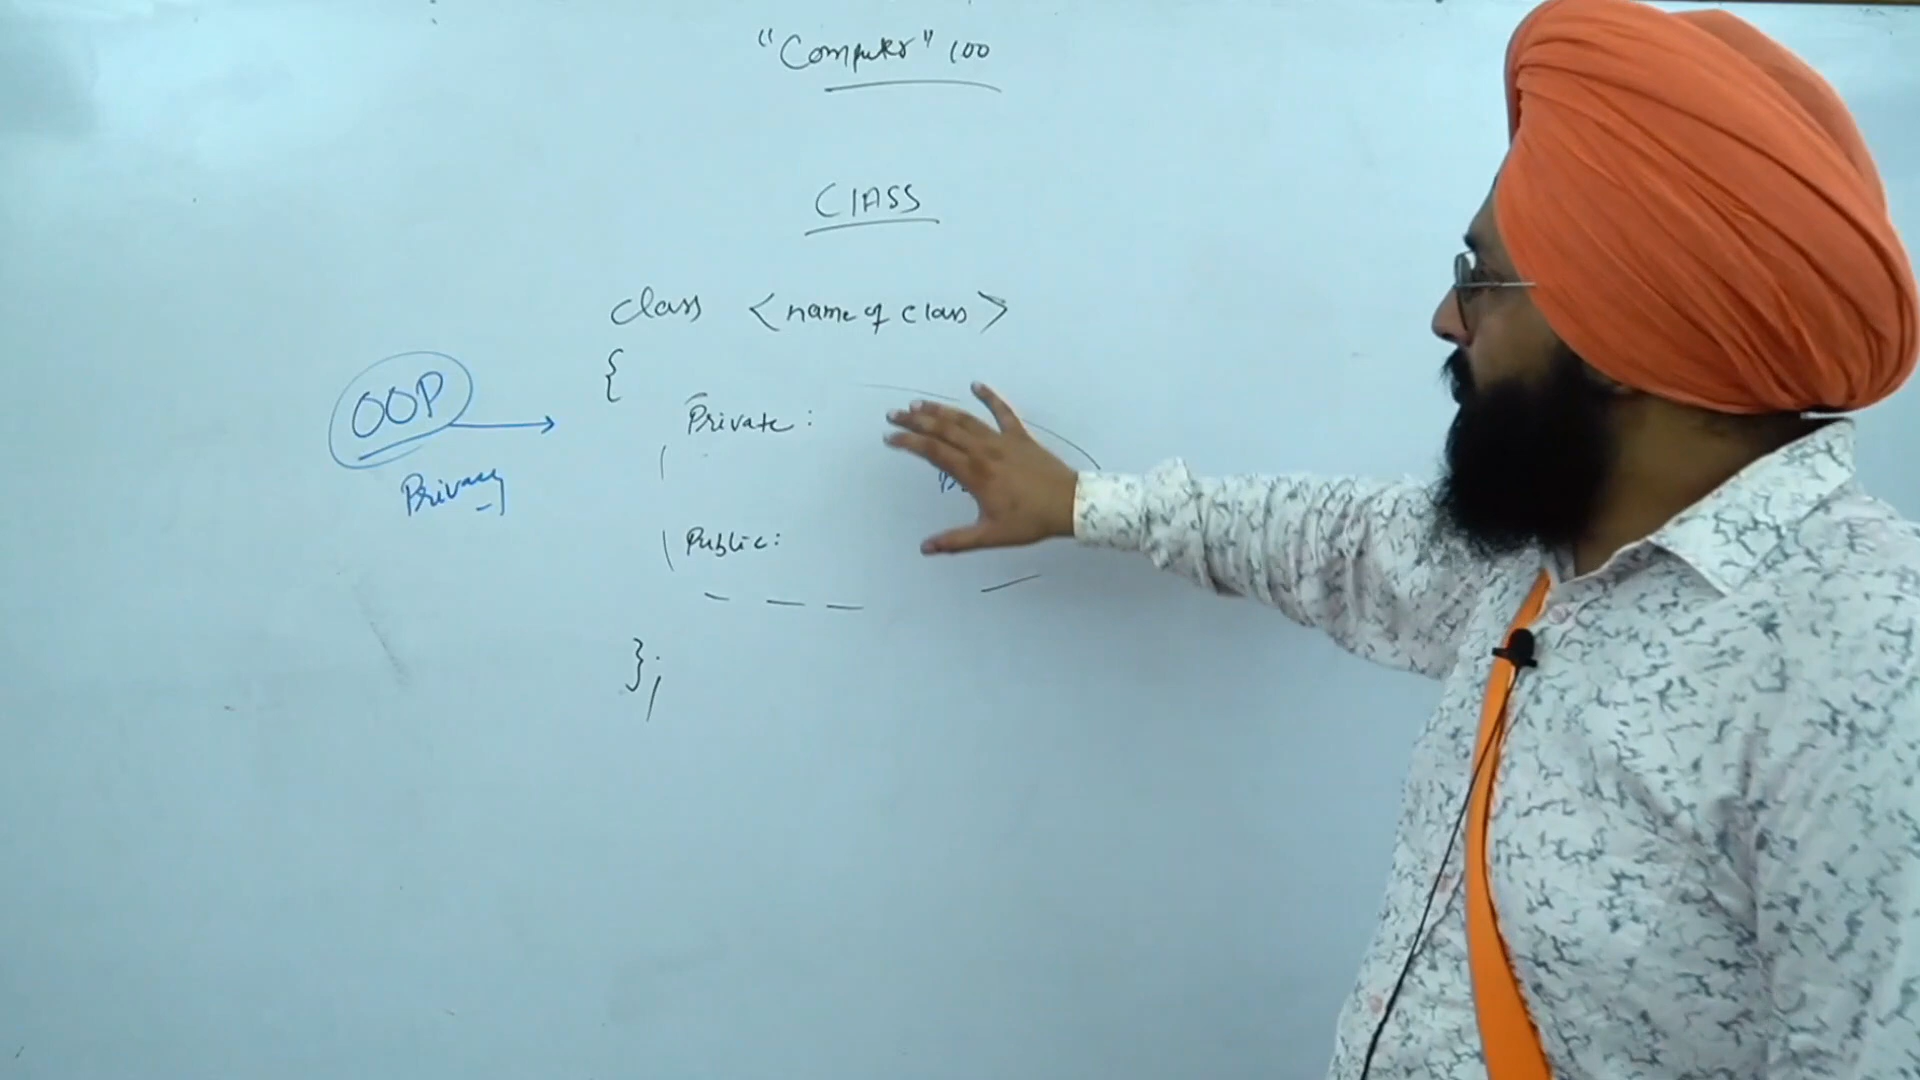 "Computer" 100
CLASS
class <name of class>
{
OOP
Private:
Privacy
Public:
};